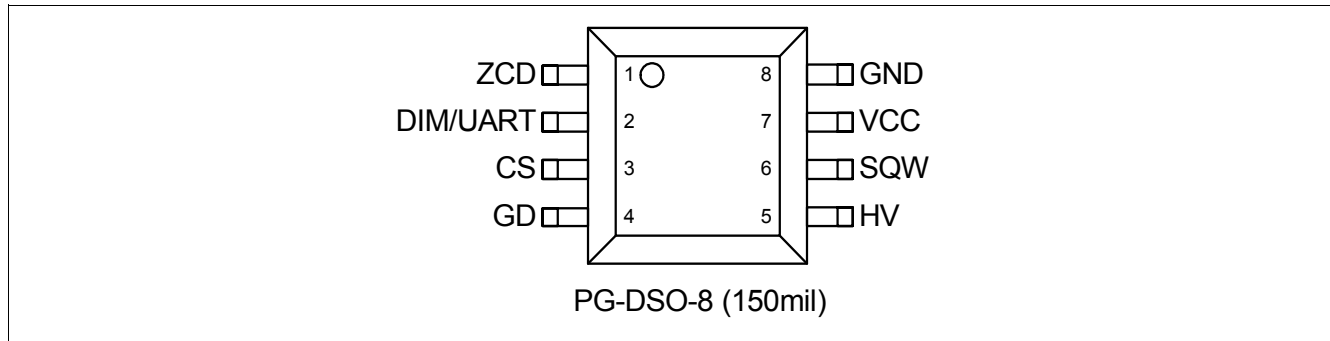 ZCD 1 8 GND
DIM/UART 2 7 VCC
CS 3 6 SQW
GD 4 5 HV
PG-DSO-8 (150mil)